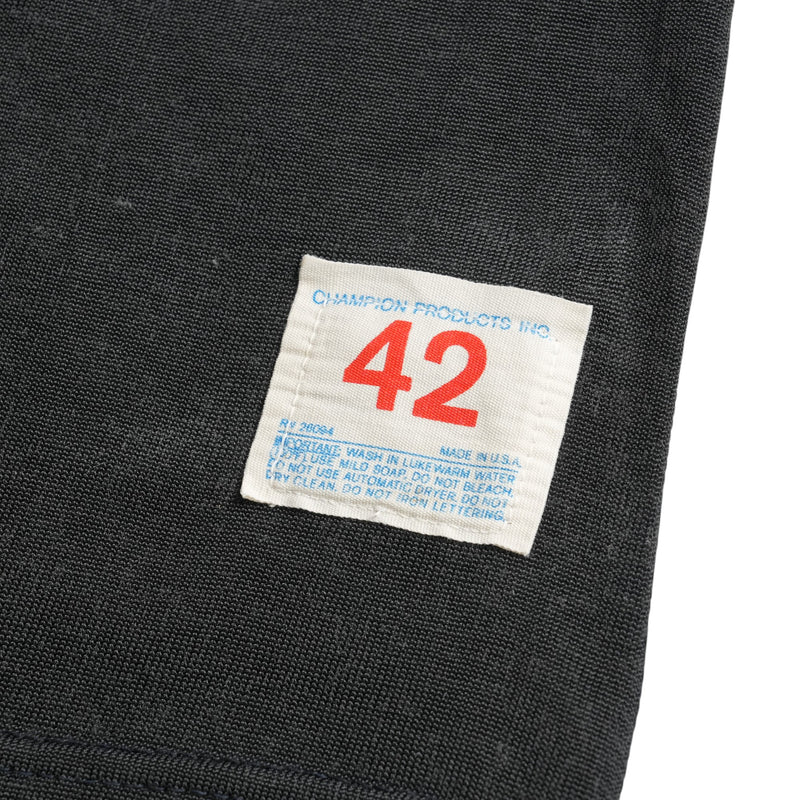 CHAMPION PRODUCTS INC.
42
RN 26094 MADE IN U.S.A.
IMPORTANT: WASH IN LUKEWARM WATER
USE MILD SOAP. DO NOT BLEACH.
DO NOT USE AUTOMATIC DRYER. DO NOT
DRY CLEAN. DO NOT IRON LETTERING.